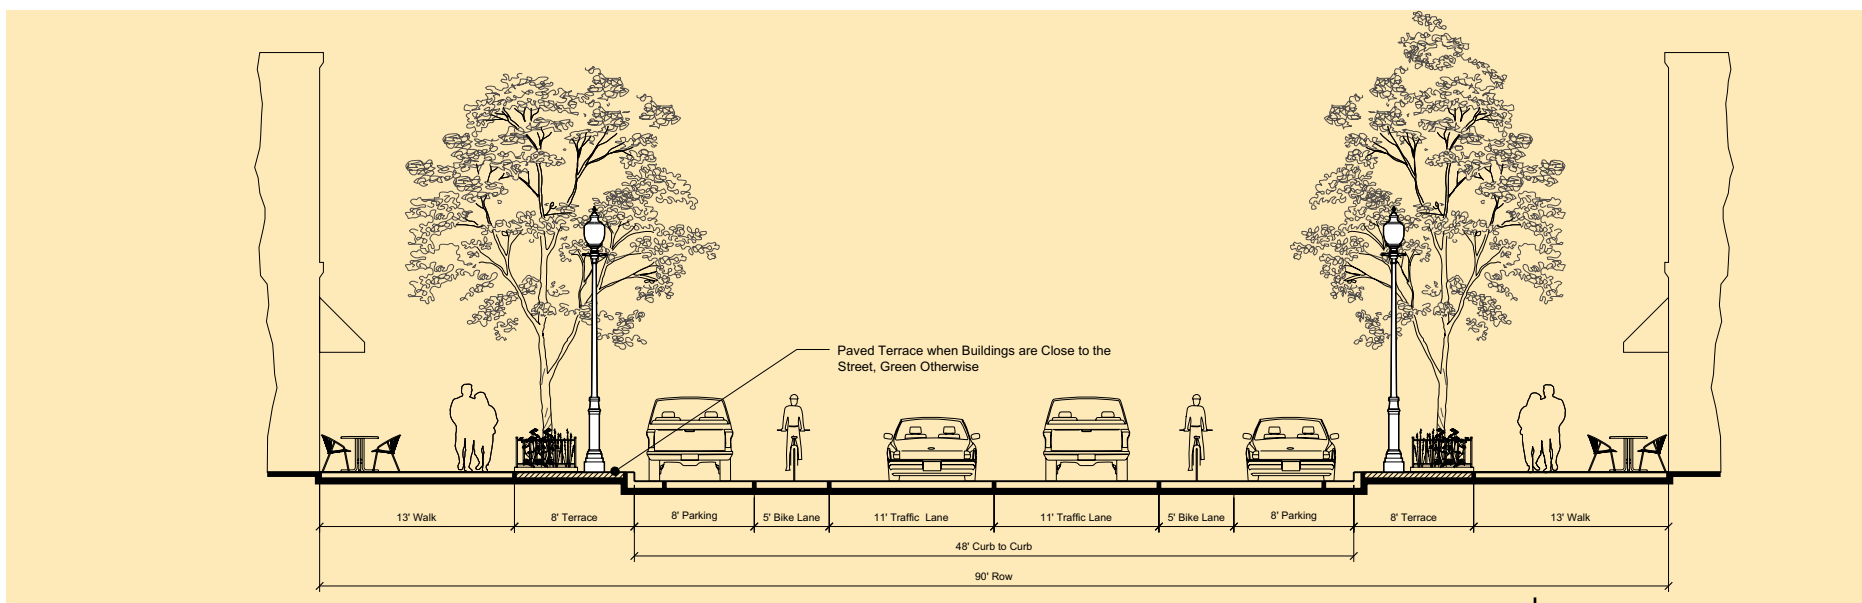 Paved Terrace when Buildings are Close to the
Street, Green Otherwise
13' Walk
8' Terrace
8' Parking
5' Bike Lane
11' Traffic Lane
11' Traffic Lane
5' Bike Lane
8' Parking
8' Terrace
13' Walk
48' Curb to Curb
90' Row